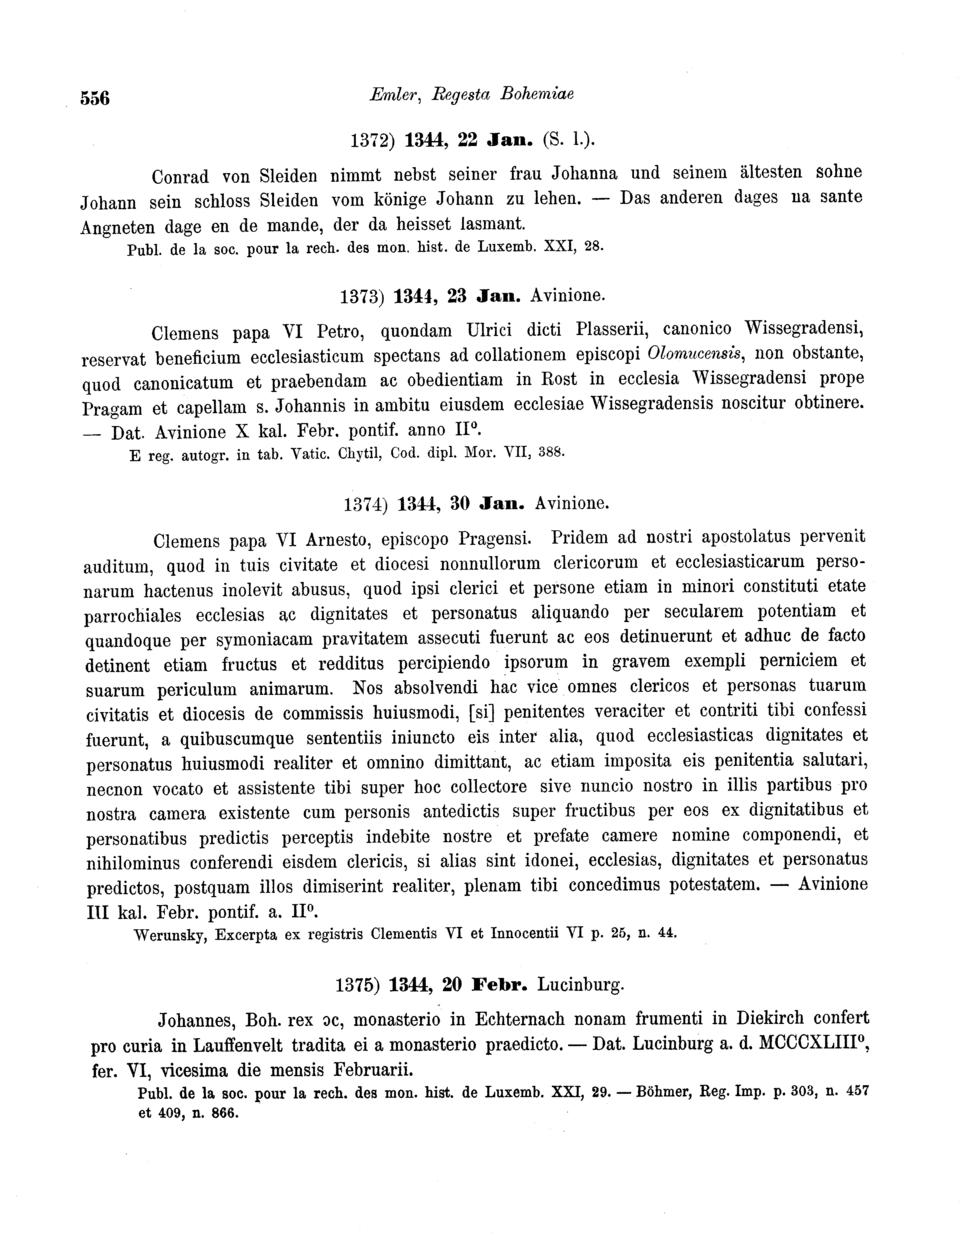 556
Emler, Regesta Bohemiae
1372) 1344, 22 Jan. (S. l.).
Conrad von Sleiden nimmt nebst seiner frau Johanna und seinem ältesten sohne
Johann sein schloss Sleiden vom könige Johann zu lehen. — Das anderen dages na sante
Angneten dage en de mande, der da heisset lasmant.
Publ. de la soc. pour la rech. des mon. hist. de Luxemb. XXI, 28.
1373) 1344, 23 Jan. Avinione.
Clemens papa VI Petro, quondam Ulrici dicti Plasserii, canonico Wissegradensi,
reservat beneficium ecclesiasticum spectans ad collationem episcopi Olomucensis, non obstante,
quod canonicatum et praebendam ac obedientiam in Rost in ecclesia Wissegradensi prope
Pragam et capellam s. Johannis in ambitu eiusdem ecclesiae Wissegradensis noscitur obtinere.
— Dat. Avinione X kal. Febr. pontif. anno IIº.
E reg. autogr. in tab. Vatic. Chytil, Cod. dipl. Mor. VII, 388.
1374) 1344, 30 Jan. Avinione.
Clemens papa VI Arnesto, episcopo Pragensi. Pridem ad nostri apostolatus pervenit
auditum, quod in tuis civitate et diocesi nonnullorum clericorum et ecclesiasticarum perso-
narum hactenus inolevit abusus, quod ipsi clerici et persone etiam in minori constituti etate
parrochiales ecclesias ac dignitates et personatus aliquando per secularem potentiam et
quandoque per symoniacam pravitatem assecuti fuerunt ac eos detinuerunt et adhuc de facto
detinent etiam fructus et redditus percipiendo ipsorum in gravem exempli perniciem et
suarum periculum animarum. Nos absolvendi hac vice omnes clericos et personas tuarum
civitatis et diocesis de commissis huiusmodi, [si] penitentes veraciter et contriti tibi confessi
fuerunt, a quibuscumque sententiis iniuncto eis inter alia, quod ecclesiasticas dignitates et
personatus huiusmodi realiter et omnino dimittant, ac etiam imposita eis penitentia salutari,
necnon vocato et assistente tibi super hoc collectore sive nuncio nostro in illis partibus pro
nostra camera existente cum personis antedictis super fructibus per eos ex dignitatibus et
personatibus predictis perceptis indebite nostre et prefate camere nomine componendi, et
nihilominus conferendi eisdem clericis, si alias sint idonei, ecclesias, dignitates et personatus
predictos, postquam illos dimiserint realiter, plenam tibi concedimus potestatem. — Avinione
III kal. Febr. pontif. a. IIº.
Werunsky, Excerpta ex registris Clementis VI et Innocentii VI p. 25, n. 44.
1375) 1344, 20 Febr. Lucinburg.
Johannes, Boh. rex ɔc, monasterio in Echternach nonam frumenti in Diekirch confert
pro curia in Lauffenvelt tradita ei a monasterio praedicto. — Dat. Lucinburg a. d. MCCCXLIIIº,
fer. VI, vicesima die mensis Februarii.
Publ. de la soc. pour la rech. des mon. hist. de Luxemb. XXI, 29. — Böhmer, Reg. Imp. p. 303, n. 457
et 409, n. 866.